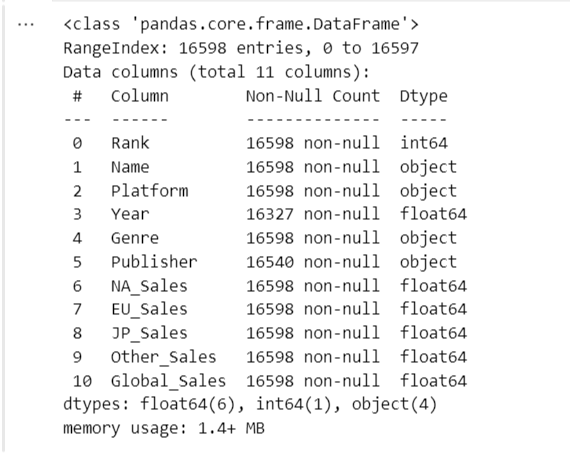 ...
<class 'pandas.core.frame.DataFrame'>
RangeIndex: 16598 entries, 0 to 16597
Data columns (total 11 columns):
 #   Column        Non-Null Count  Dtype
---  ------        --------------  -----
 0   Rank          16598 non-null  int64
 1   Name          16598 non-null  object
 2   Platform      16598 non-null  object
 3   Year          16327 non-null  float64
 4   Genre         16598 non-null  object
 5   Publisher     16540 non-null  object
 6   NA_Sales      16598 non-null  float64
 7   EU_Sales      16598 non-null  float64
 8   JP_Sales      16598 non-null  float64
 9   Other_Sales   16598 non-null  float64
 10  Global_Sales  16598 non-null  float64
dtypes: float64(6), int64(1), object(4)
memory usage: 1.4+ MB